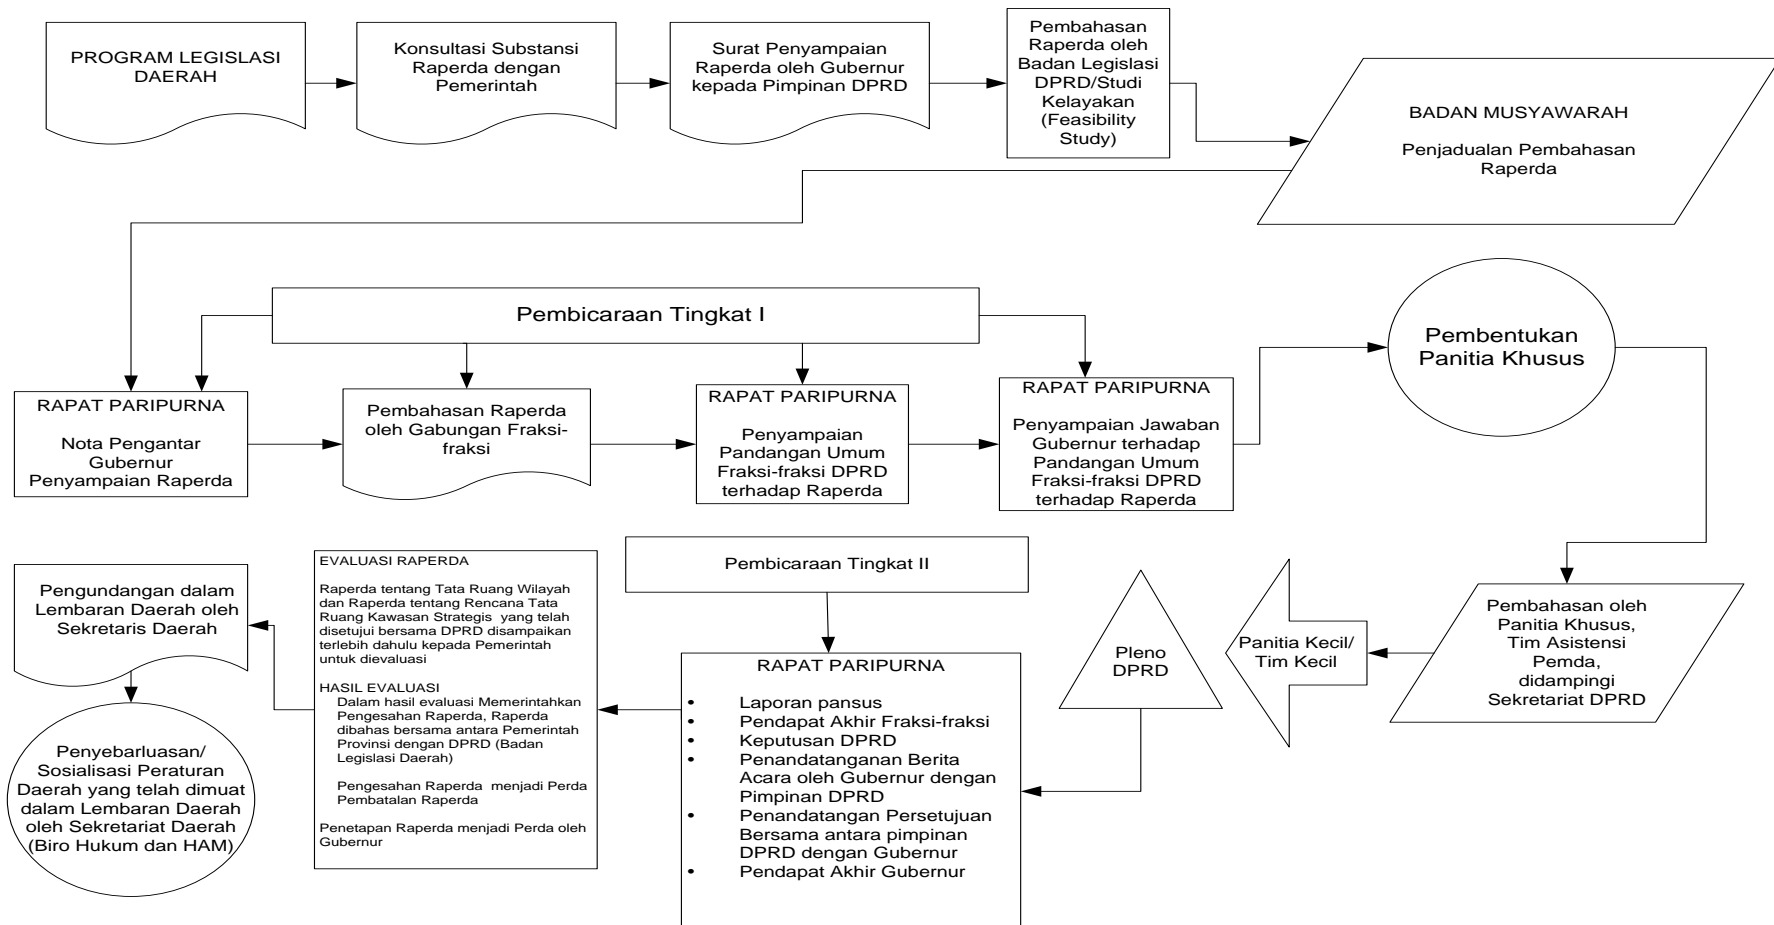 PROGRAM LEGISLASI
DAERAH
Konsultasi Substansi
Raperda dengan
Pemerintah
Surat Penyampaian
Raperda oleh Gubernur
kepada Pimpinan DPRD
Pembahasan
Raperda oleh
Badan Legislasi
DPRD/Studi
Kelayakan
(Feasibility
Study)
BADAN MUSYAWARAH
Penjadualan Pembahasan
Raperda
Pembicaraan Tingkat I
RAPAT PARIPURNA
Nota Pengantar
Gubernur
Penyampaian Raperda
Pembahasan Raperda
oleh Gabungan Fraksi-
fraksi
RAPAT PARIPURNA
Penyampaian
Pandangan Umum
Fraksi-fraksi DPRD
terhadap Raperda
RAPAT PARIPURNA
Penyampaian Jawaban
Gubernur terhadap
Pandangan Umum
Fraksi-fraksi DPRD
terhadap Raperda
Pembentukan
Panitia Khusus
Pembahasan oleh
Panitia Khusus,
Tim Asistensi
Pemda,
didampingi
Sekretariat DPRD
Panitia Kecil/
Tim Kecil
Pleno
DPRD
Pembicaraan Tingkat II
RAPAT PARIPURNA
• Laporan pansus
• Pendapat Akhir Fraksi-fraksi
• Keputusan DPRD
• Penandatanganan Berita
Acara oleh Gubernur dengan
Pimpinan DPRD
• Penandatangan Persetujuan
Bersama antara pimpinan
DPRD dengan Gubernur
• Pendapat Akhir Gubernur
EVALUASI RAPERDA
Raperda tentang Tata Ruang Wilayah
dan Raperda tentang Rencana Tata
Ruang Kawasan Strategis yang telah
disetujui bersama DPRD disampaikan
terlebih dahulu kepada Pemerintah
untuk dievaluasi
HASIL EVALUASI
Dalam hasil evaluasi Memerintahkan
Pengesahan Raperda, Raperda
dibahas bersama antara Pemerintah
Provinsi dengan DPRD (Badan
Legislasi Daerah)
Pengesahan Raperda menjadi Perda
Pembatalan Raperda
Penetapan Raperda menjadi Perda oleh
Gubernur
Pengundangan dalam
Lembaran Daerah oleh
Sekretaris Daerah
Penyebarluasan/
Sosialisasi Peraturan
Daerah yang telah dimuat
dalam Lembaran Daerah
oleh Sekretariat Daerah
(Biro Hukum dan HAM)